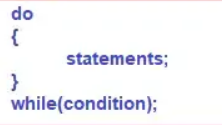 do
{
statements;
}
while(condition);